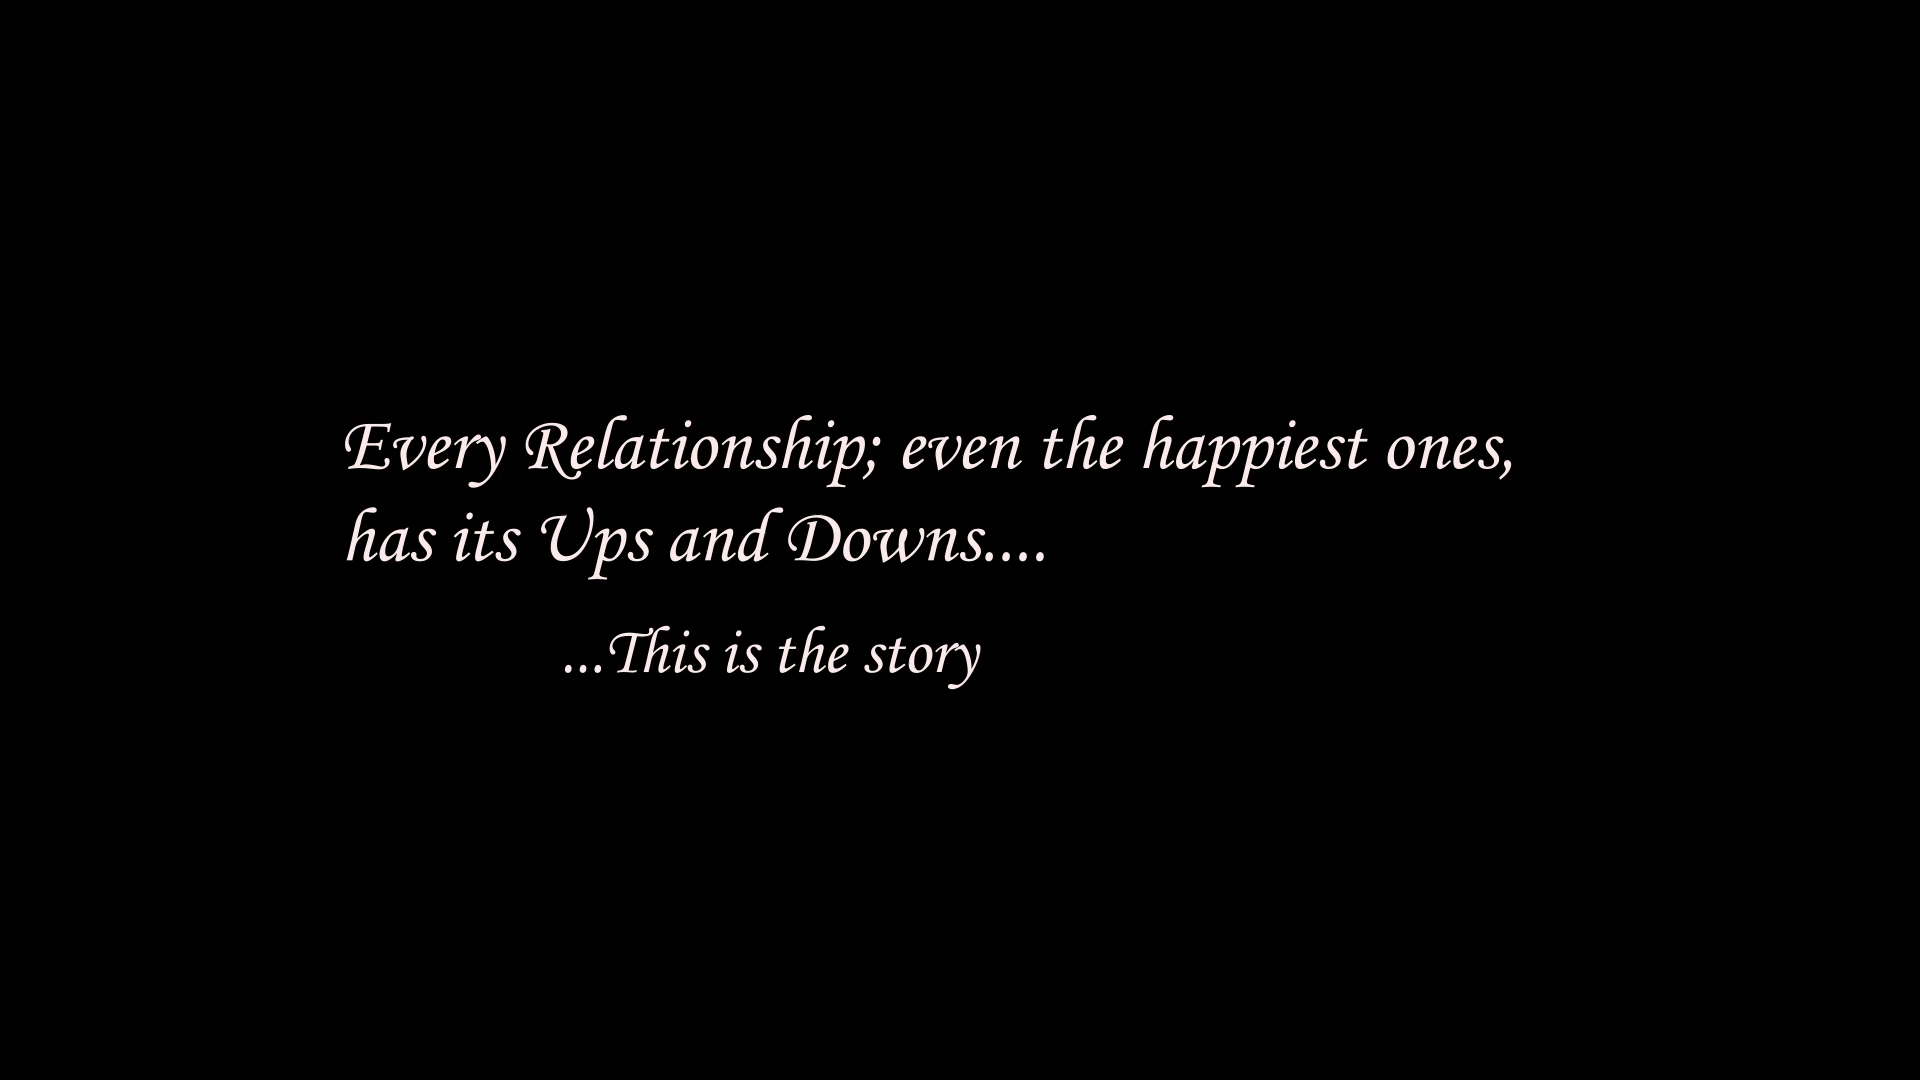 Every Relationship; even the happiest ones,
has its Ups and Downs....
...This is the story